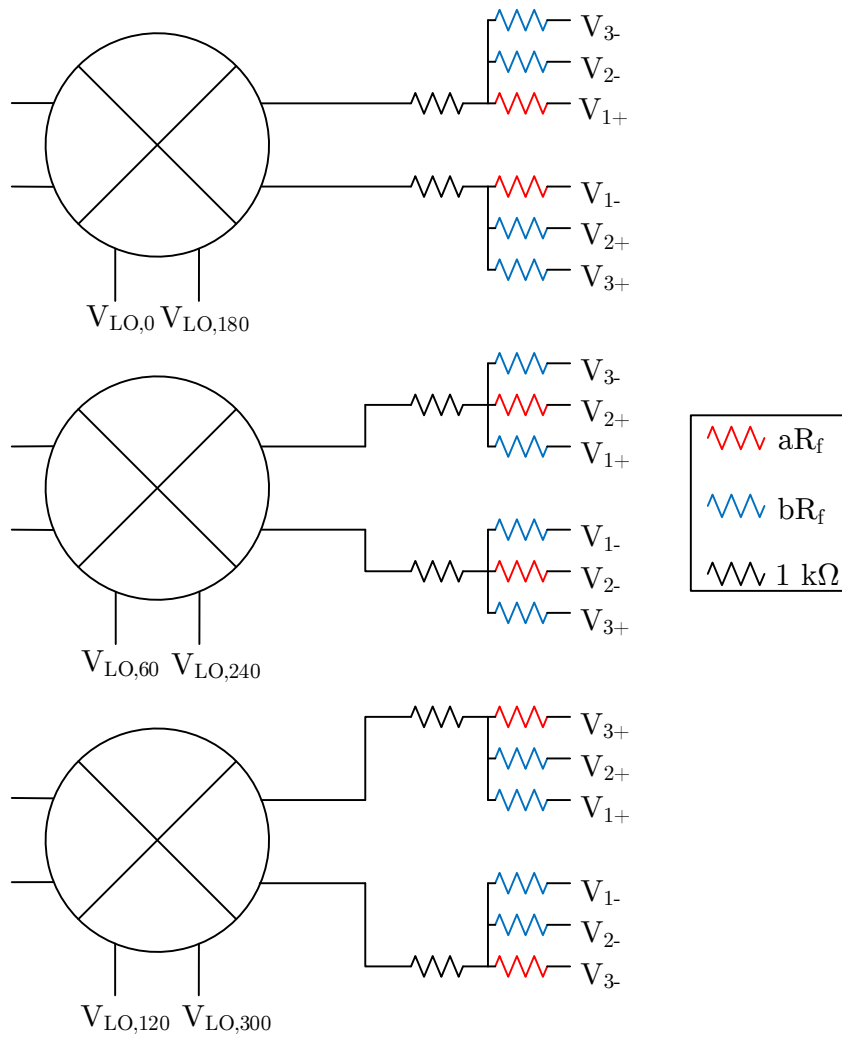 V3-
V2-
V1+
V1-
V2+
V3+
VLO,0 VLO,180
V3-
V2+
V1+
V1-
V2-
V3+
VLO,60 VLO,240
aRf
bRf
1 kΩ
V3+
V2+
V1+
V1-
V2-
V3-
VLO,120 VLO,300